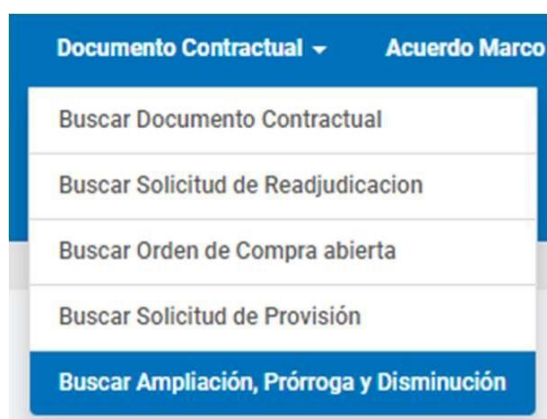 Documento Contractual Acuerdo Marco
Buscar Documento Contractual
Buscar Solicitud de Readjudicacion
Buscar Orden de Compra abierta
Buscar Solicitud de Provisión
Buscar Ampliación, Prórroga y Disminución